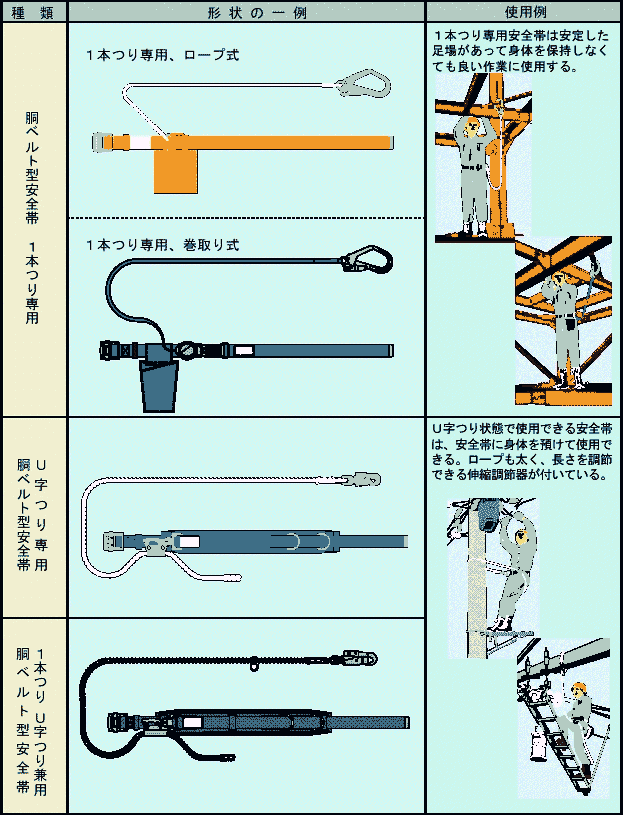 種 類
形 状 の 一 例
使用例
胴ベルト型安全帯 1本つり専用
1本つり専用、ロープ式
1本つり専用、巻取り式
1本つり専用安全帯は安定した
足場があって身体を保持しなく
ても良い作業に使用する。
U字つり専用
胴ベルト型安全帯
U字つり状態で使用できる安全帯
は、安全帯に身体を預けて使用で
きる。ロープも太く、長さを調節
できる伸縮調節器が付いている。
1本つり U字つり兼用
胴ベルト型安全帯